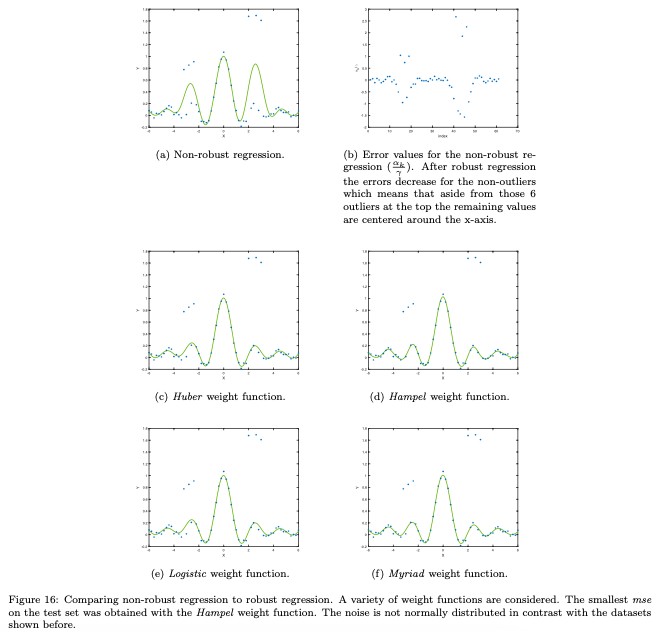 (a) Non-robust regression.
(b) Error values for the non-robust re-
gression (αk/γ). After robust regression
the errors decrease for the non-outliers
which means that aside from those 6
outliers at the top the remaining values
are centered around the x-axis.
(c) Huber weight function.
(d) Hampel weight function.
(e) Logistic weight function.
(f) Myriad weight function.
Figure 16: Comparing non-robust regression to robust regression. A variety of weight functions are considered. The smallest mse
on the test set was obtained with the Hampel weight function. The noise is not normally distributed in contrast with the datasets
shown before.